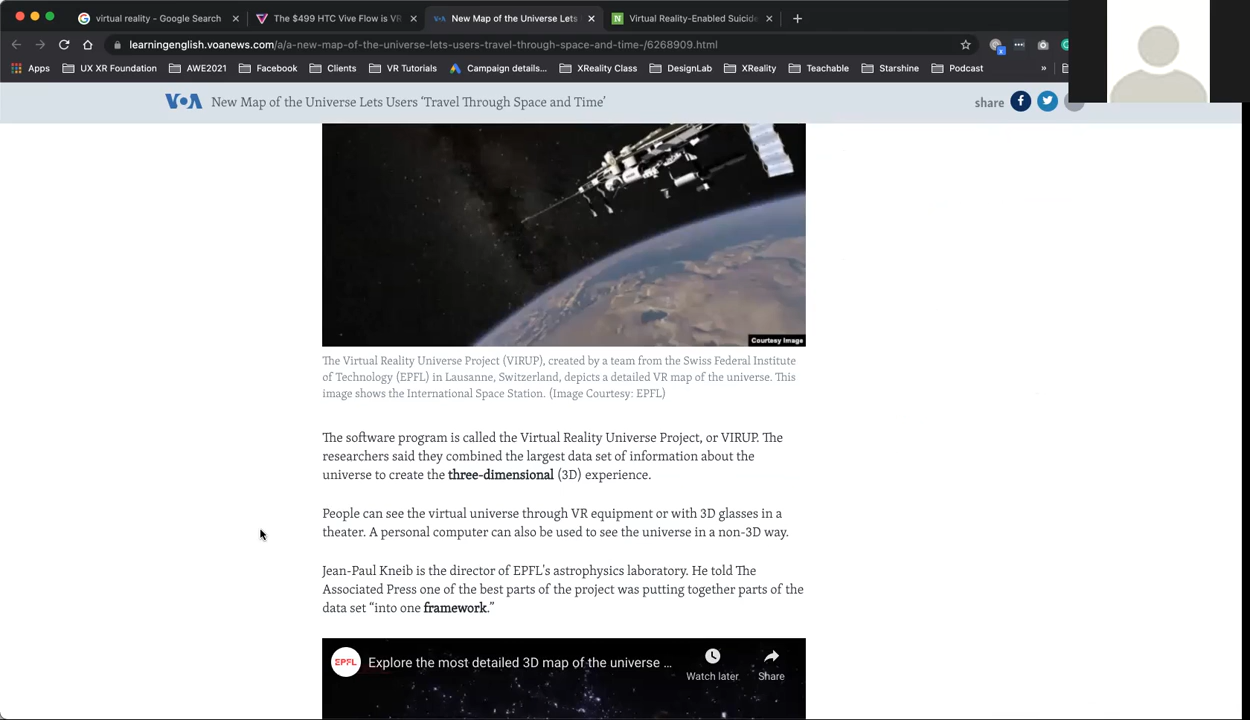 virtual reality - Google Search
The $499 HTC Vive Flow is VR
VOA New Map of the Universe Lets
N Virtual Reality-Enabled Suicide
learningenglish.voanews.com/a/a-new-map-of-the-universe-lets-users-travel-through-space-and-time-/6268909.html
Apps UX XR Foundation AWE2021 Facebook Clients VR Tutorials Campaign details... XReality Class DesignLab XReality Teachable Starshine Podcast »
VOA New Map of the Universe Lets Users ‘Travel Through Space and Time’ share
Courtesy Image
The Virtual Reality Universe Project (VIRUP), created by a team from the Swiss Federal Institute
of Technology (EPFL) in Lausanne, Switzerland, depicts a detailed VR map of the universe. This
image shows the International Space Station. (Image Courtesy: EPFL)
The software program is called the Virtual Reality Universe Project, or VIRUP. The
researchers said they combined the largest data set of information about the
universe to create the three-dimensional (3D) experience.
People can see the virtual universe through VR equipment or with 3D glasses in a
theater. A personal computer can also be used to see the universe in a non-3D way.
Jean-Paul Kneib is the director of EPFL's astrophysics laboratory. He told The
Associated Press one of the best parts of the project was putting together parts of the
data set “into one framework.”
EPFL Explore the most detailed 3D map of the universe ...
Watch later Share